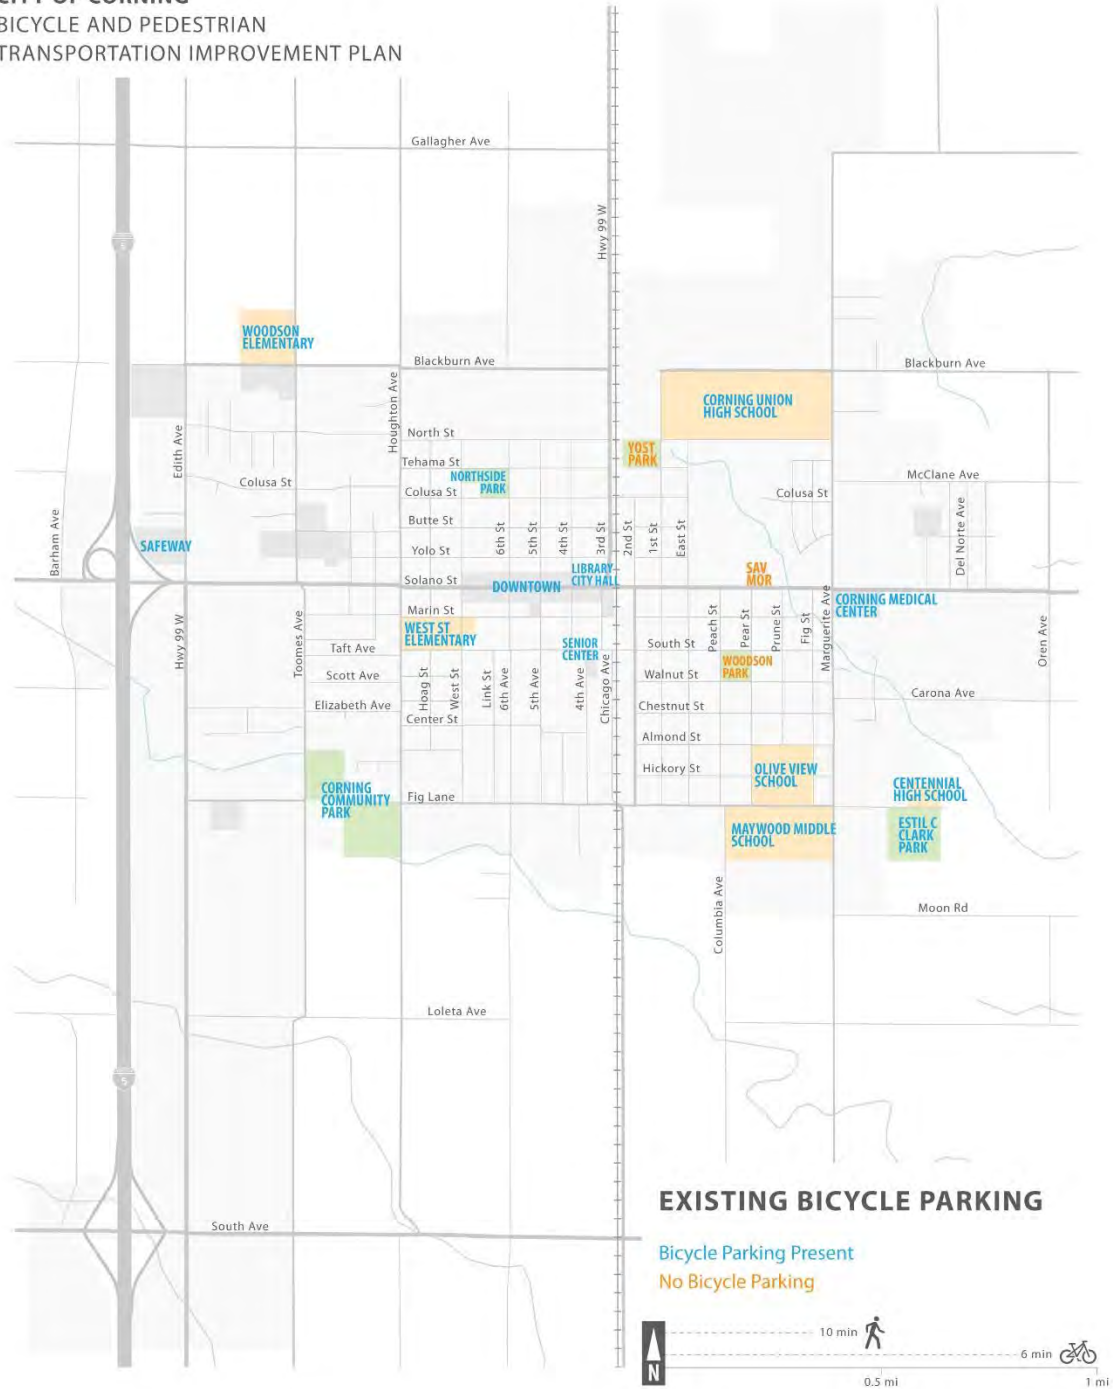 CITY OF CORNING
BICYCLE AND PEDESTRIAN
TRANSPORTATION IMPROVEMENT PLAN
Gallagher Ave
Hwy 99 W
5
WOODSON
ELEMENTARY
Blackburn Ave
Blackburn Ave
Houghton Ave
CORNING UNION
HIGH SCHOOL
North St
Edith Ave
YOST
PARK
Tehama St
NORTHSIDE
PARK
Colusa St
Colusa St
Colusa St
McClane Ave
Del Norte Ave
Butte St
6th St
5th St
4th St
3rd St
2nd St
1st St
East St
Barham Ave
SAFEWAY
Yolo St
LIBRARY
CITY HALL
SAV
MOR
Solano St
DOWNTOWN
CORNING MEDICAL
CENTER
Marin St
Hwy 99 W
Toomes Ave
WEST ST
ELEMENTARY
Peach St
Pear St
Prune St
Fig St
Marguerite Ave
Oren Ave
Taft Ave
SENIOR
CENTER
South St
WOODSON
PARK
Scott Ave
Hoag St
West St
Link St
6th Ave
5th Ave
4th Ave
Chicago Ave
Walnut St
Carona Ave
Elizabeth Ave
Center St
Chestnut St
Almond St
Hickory St
OLIVE VIEW
SCHOOL
CENTENNIAL
HIGH SCHOOL
CORNING
COMMUNITY
PARK
Fig Lane
MAYWOOD MIDDLE
SCHOOL
ESTIL C
CLARK
PARK
Columbia Ave
Moon Rd
Loleta Ave
5
South Ave
EXISTING BICYCLE PARKING
Bicycle Parking Present
No Bicycle Parking
N
10 min
6 min
0.5 mi
1 mi